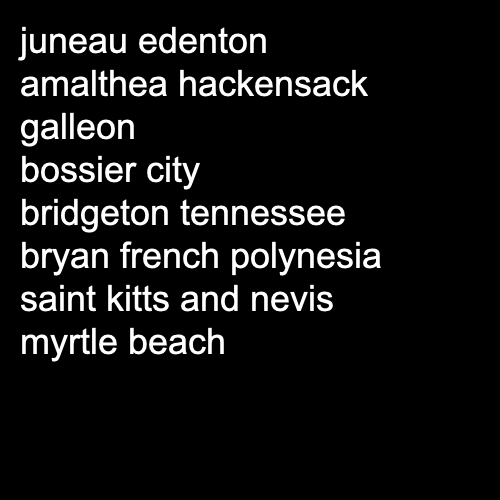 juneau edenton
amalthea hackensack
galleon
bossier city
bridgeton tennessee
bryan french polynesia
saint kitts and nevis
myrtle beach